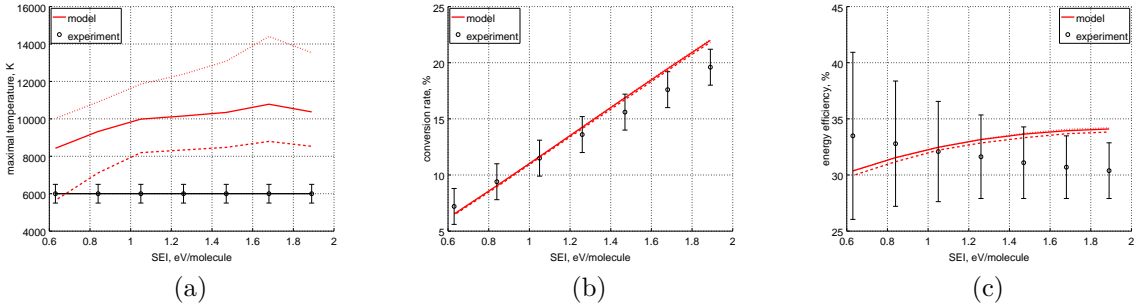 16000
14000
12000
10000
8000
6000
4000
0.6
0.8
1
1.2
1.4
1.6
1.8
2
maximal temperature, K
SEI, eV/molecule
model
experiment
(a)
25
20
15
10
5
0.6
0.8
1
1.2
1.4
1.6
1.8
2
conversion rate, %
SEI, eV/molecule
model
experiment
(b)
45
40
35
30
25
0.6
0.8
1
1.2
1.4
1.6
1.8
2
energy efficiency, %
SEI, eV/molecule
model
experiment
(c)